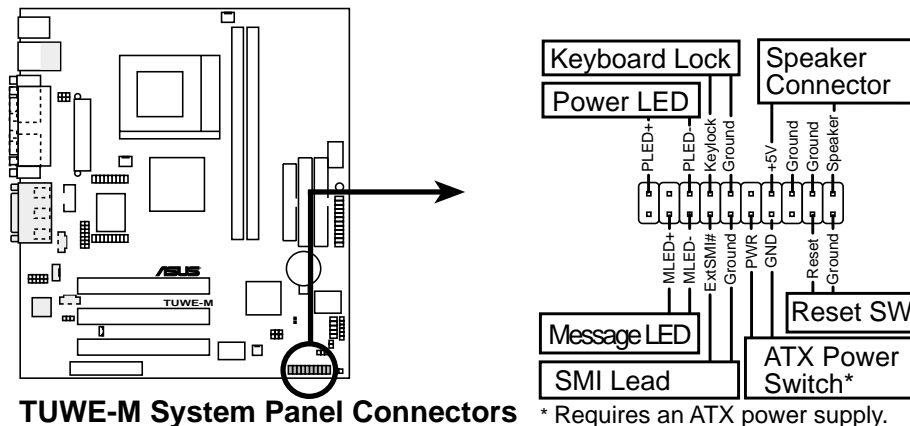 Keyboard Lock
Speaker
Connector
Power LED
PLED+
PLED-
Keylock
Ground
+5V
Ground
Ground
Speaker
MLED+
MLED-
ExtSMI#
Ground
PWR
GND
Reset
Ground
ASUS
TUWE-M
Reset SW
Message LED
ATX Power
Switch*
SMI Lead
TUWE-M System Panel Connectors
* Requires an ATX power supply.